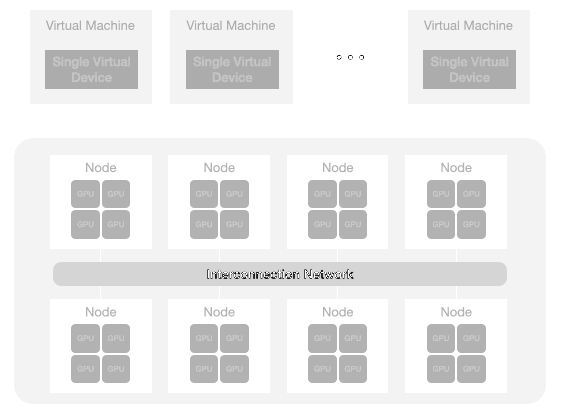 Virtual Machine Virtual Machine Virtual Machine
Single Virtual Single Virtual Single Virtual
Device Device Device
Node Node Node Node
GPU GPU GPU GPU GPU GPU GPU GPU
GPU GPU GPU GPU GPU GPU GPU GPU
Interconnection Network
Node Node Node Node
GPU GPU GPU GPU GPU GPU GPU GPU
GPU GPU GPU GPU GPU GPU GPU GPU